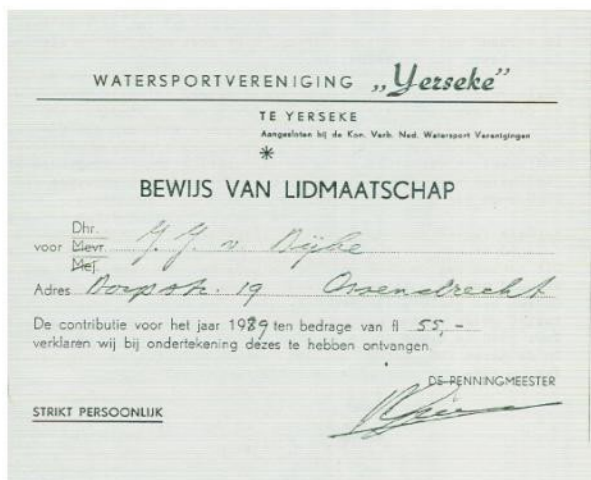 WATERSPORTVERENIGING „Yerseke”
TE YERSEKE
Aangesloten bij de Kon. Verb. Ned. Watersport Verenigingen
*
BEWIJS VAN LIDMAATSCHAP
Dhr.
voor Mevr. J. J. v. Dijke
Mej.
Adres Dorpstr. 19 Ossendrecht
De contributie voor het jaar 1989 ten bedrage van fl 55,-
verklaren wij bij ondertekening dezes te hebben ontvangen.
DE PENNINGMEESTER
STRIKT PERSOONLIJK